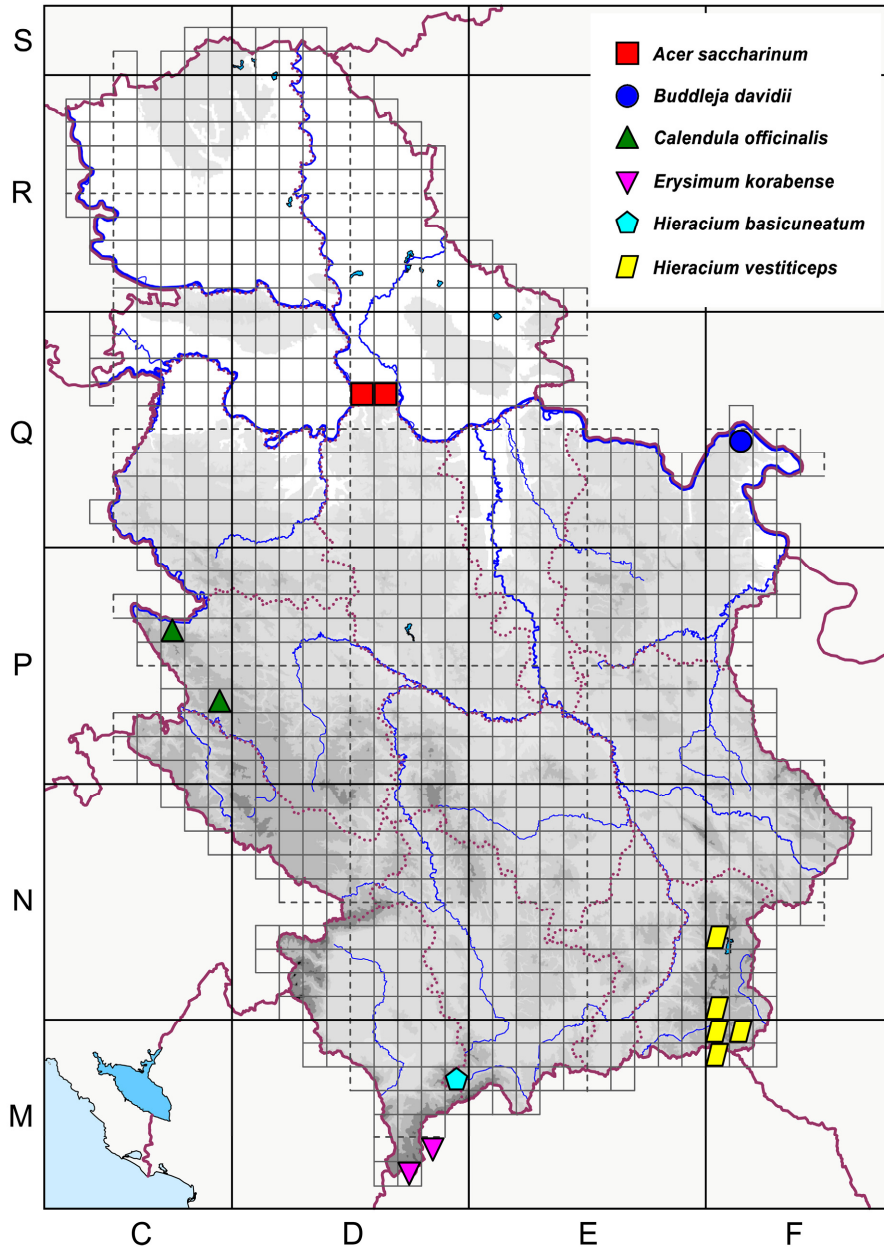 S
Acer saccharinum
Buddleja davidii
Calendula officinalis
R
Erysimum korabense
Hieracium basicuneatum
Hieracium vestiticeps
Q
P
N
M
C D E F